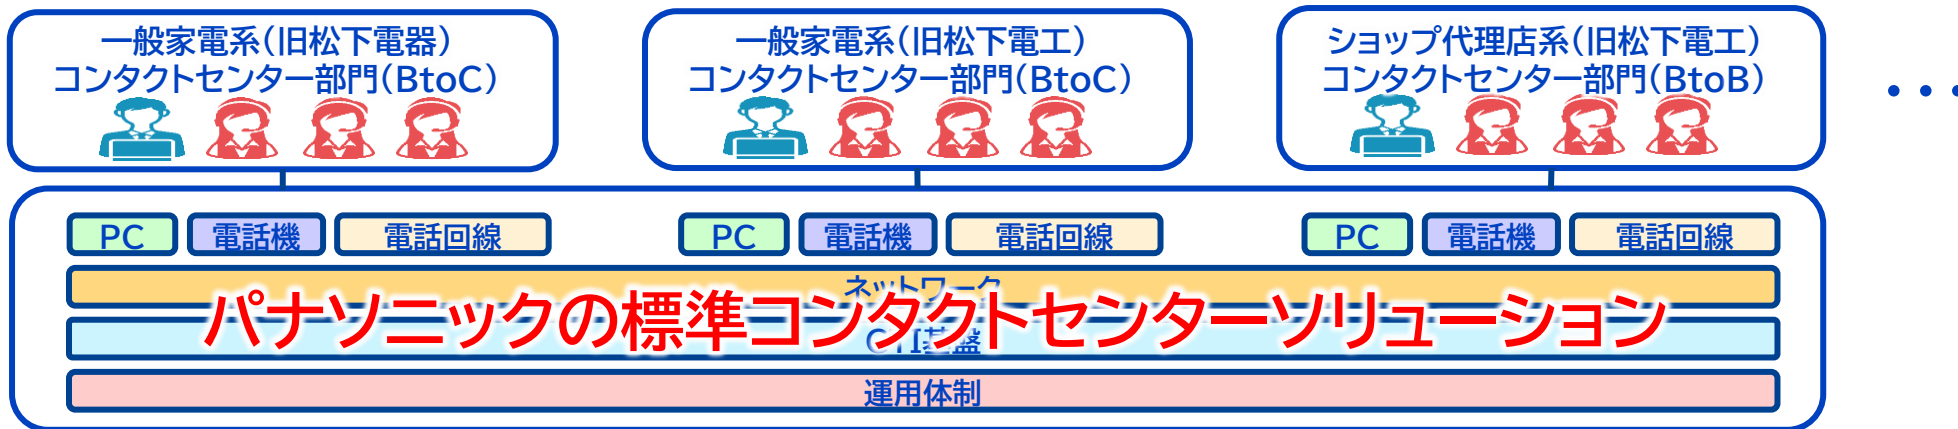 一般家電系(旧松下電器)
コンタクトセンター部門(BtoC)
一般家電系(旧松下電工)
コンタクトセンター部門(BtoC)
ショップ代理店系(旧松下電工)
コンタクトセンター部門(BtoB)
・・・
PC 電話機 電話回線 PC 電話機 電話回線 PC 電話機 電話回線
ネットワーク
パナソニックの標準コンタクトセンターソリューション
CTI基盤
運用体制